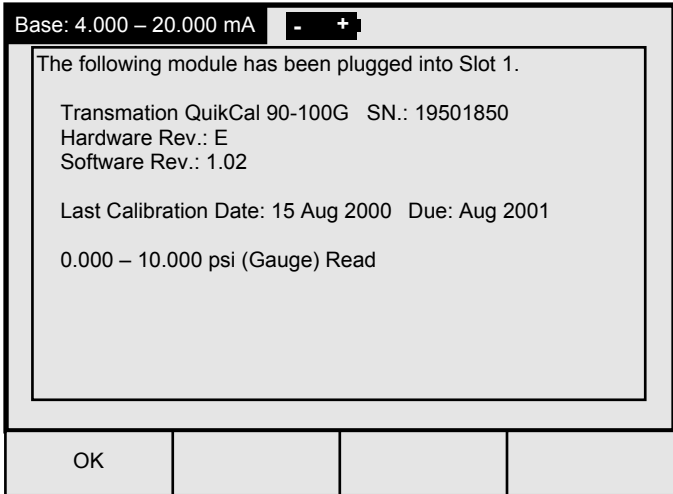 Base: 4.000 – 20.000 mA - +
The following module has been plugged into Slot 1.
Transmation QuikCal 90-100G SN.: 19501850
Hardware Rev.: E
Software Rev.: 1.02
Last Calibration Date: 15 Aug 2000 Due: Aug 2001
0.000 – 10.000 psi (Gauge) Read
OK